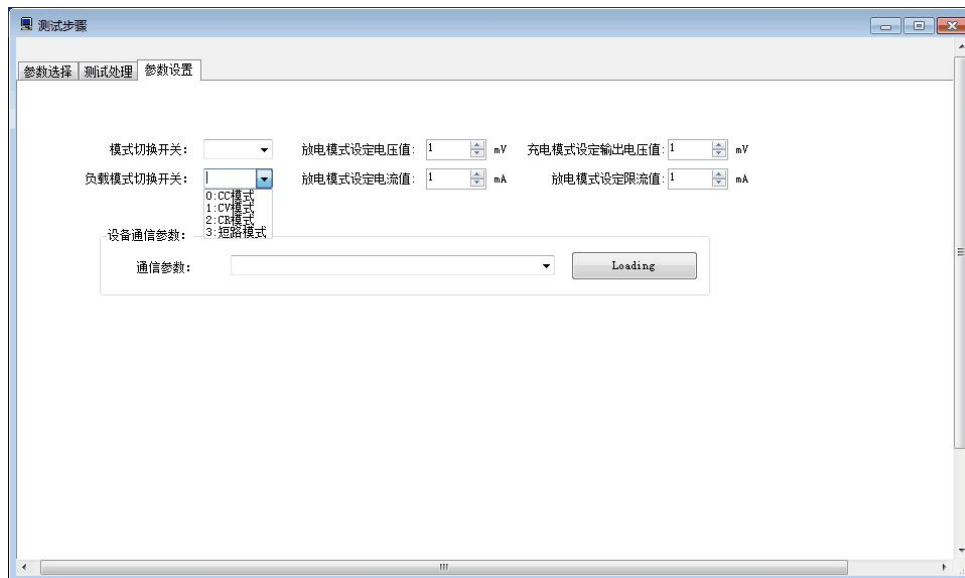 测试步骤
参数选择 测试处理 参数设置
模式切换开关： 放电模式设定电压值： 1 mV 充电模式设定输出电压值： 1 mV
负载模式切换开关： 放电模式设定电流值： 1 mA 放电模式设定限流值： 1 mA
0:CC模式
1:CV模式
2:CR模式
3:短路模式
设备通信参数：
通信参数： Loading